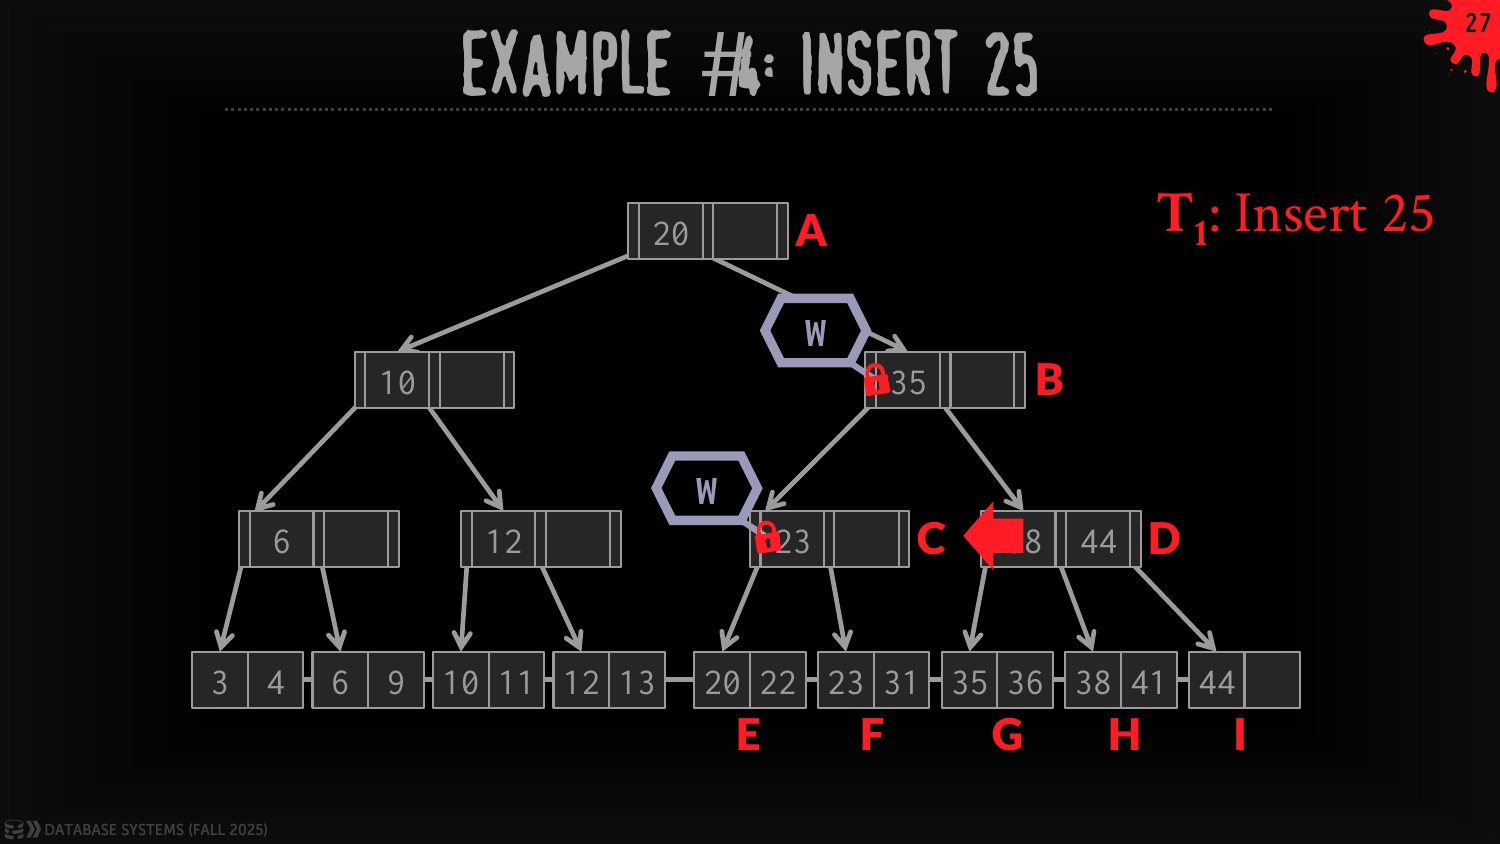 27
EXAMPLE #4: INSERT 25
T1: Insert 25
20 A
W
10 35 B
W
6 12 23 C 8 44 D
3 4 6 9 10 11 12 13 20 22 23 31 35 36 38 41 44
E F G H I
DATABASE SYSTEMS (FALL 2025)